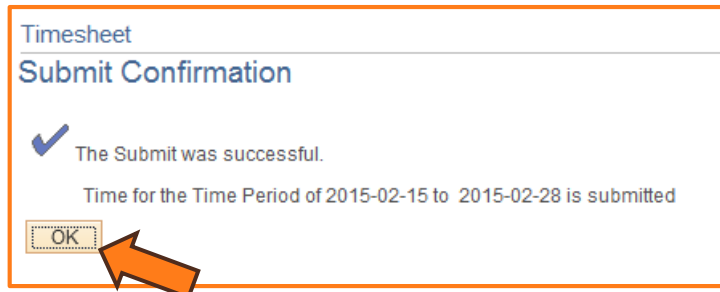 Timesheet
Submit Confirmation
The Submit was successful.
Time for the Time Period of 2015-02-15 to 2015-02-28 is submitted
OK